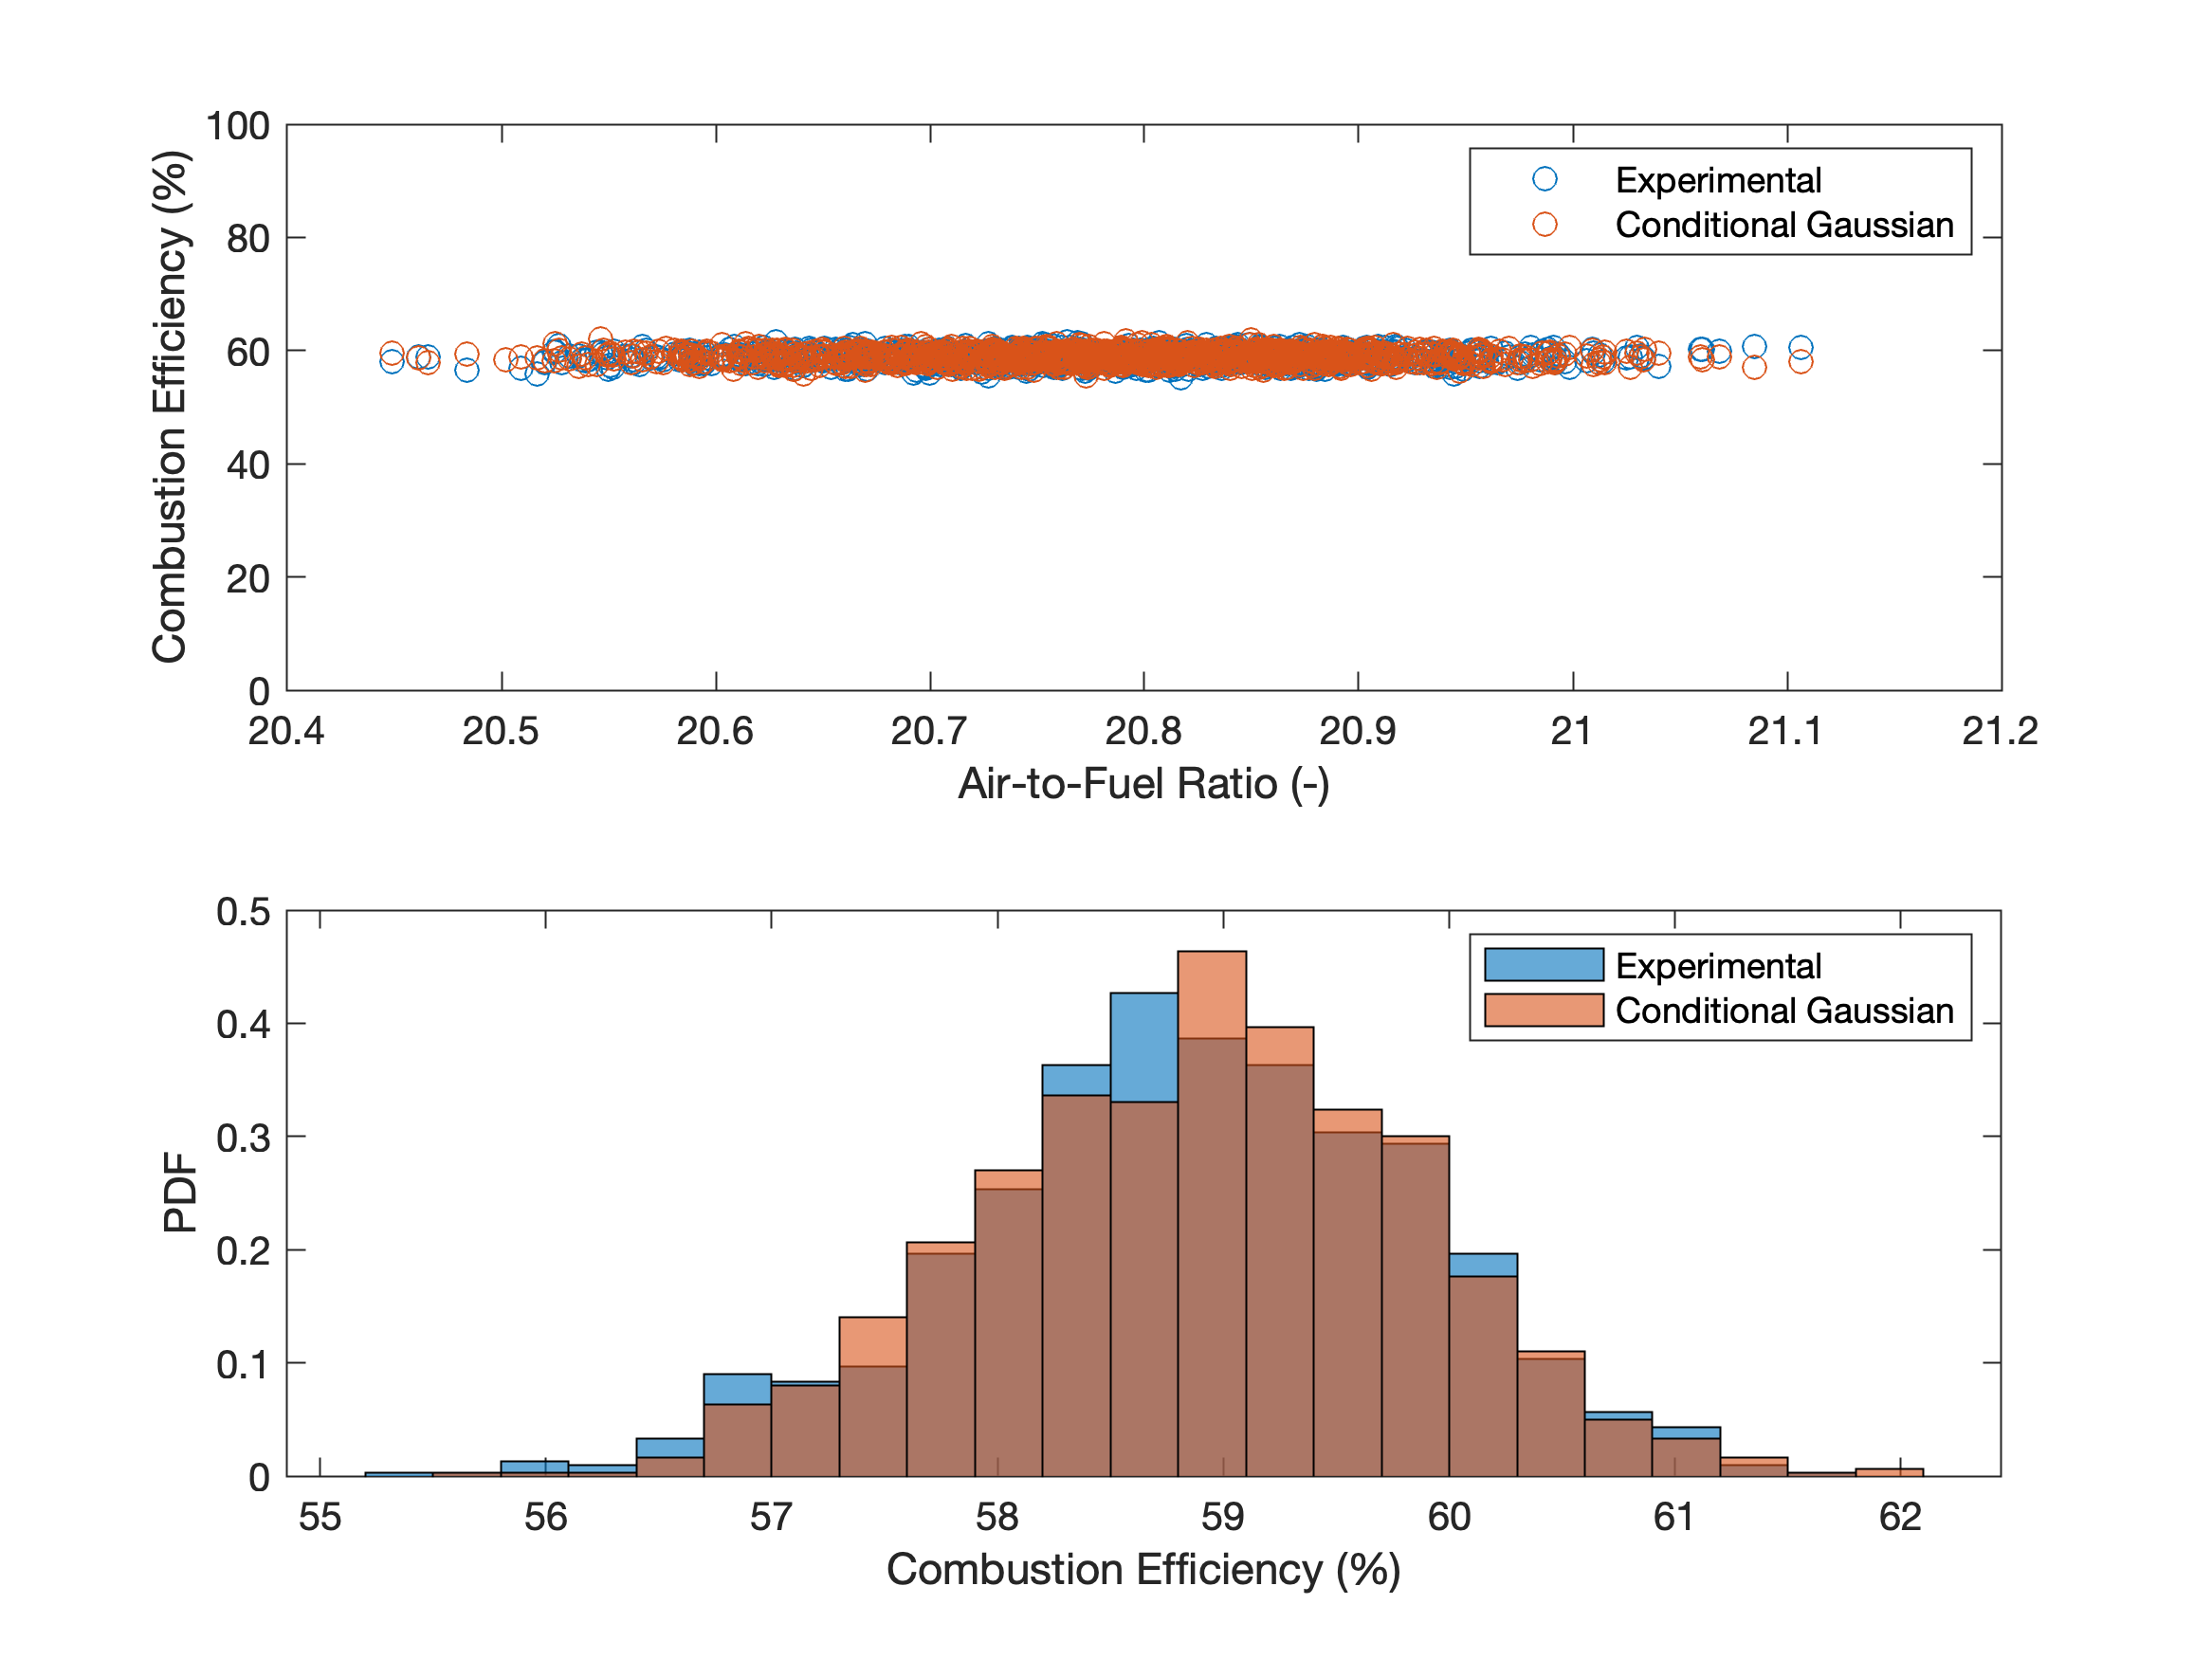 100
80
60
40
20
0
Combustion Efficiency (%)
Experimental
Conditional Gaussian
20.4 20.5 20.6 20.7 20.8 20.9 21 21.1 21.2
Air-to-Fuel Ratio (-)
0.5
0.4
0.3
0.2
0.1
0
PDF
Experimental
Conditional Gaussian
55 56 57 58 59 60 61 62
Combustion Efficiency (%)